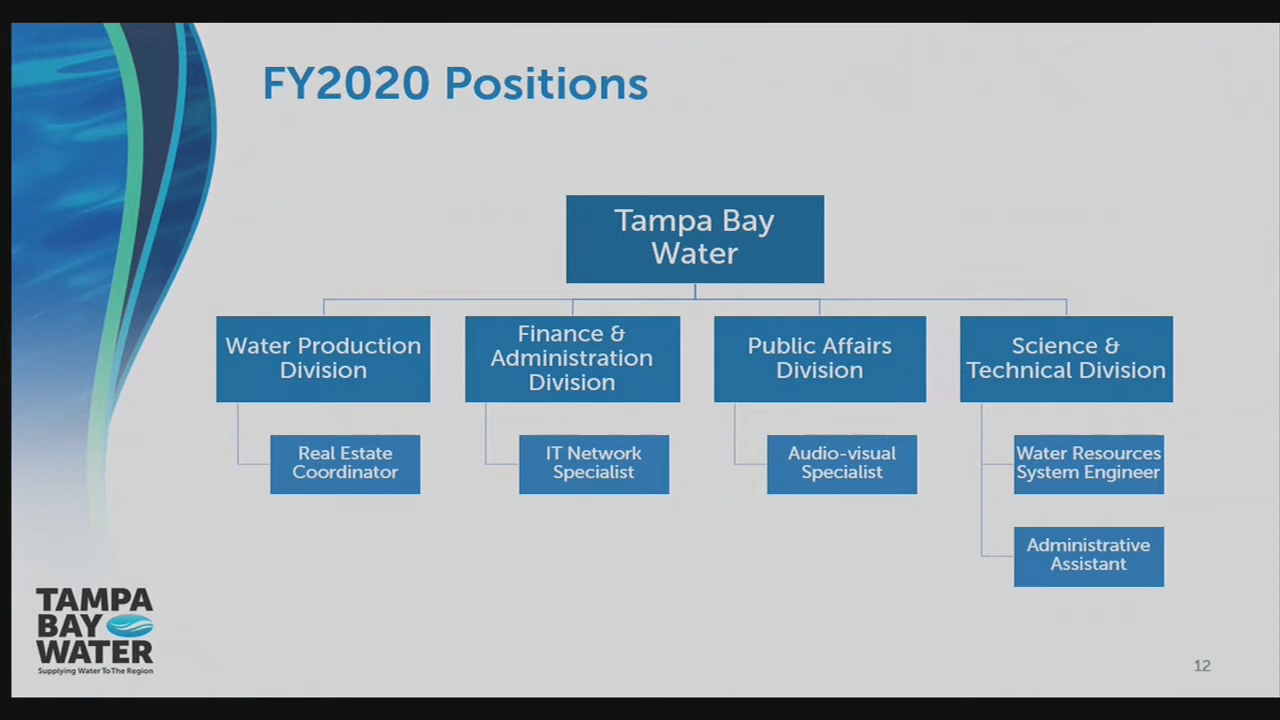 FY2020 Positions
Tampa Bay
Water
Water Production
Division
Finance &
Administration
Division
Public Affairs
Division
Science &
Technical Division
Real Estate
Coordinator
IT Network
Specialist
Audio-visual
Specialist
Water Resources
System Engineer
Administrative
Assistant
TAMPA
BAY
WATER
Supplying Water To The Region
12